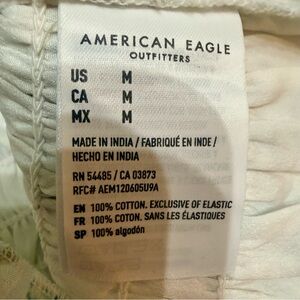 AMERICAN EAGLE
OUTFITTERS
US M
CA M
MX M
MADE IN INDIA / FABRIQUÉ EN INDE /
HECHO EN INDIA
RN 54485 / CA 03873
RFC# AEM120605U9A
EN 100% COTTON. EXCLUSIVE OF ELASTIC
FR 100% COTON. SANS LES ÉLASTIQUES
SP 100% algodón